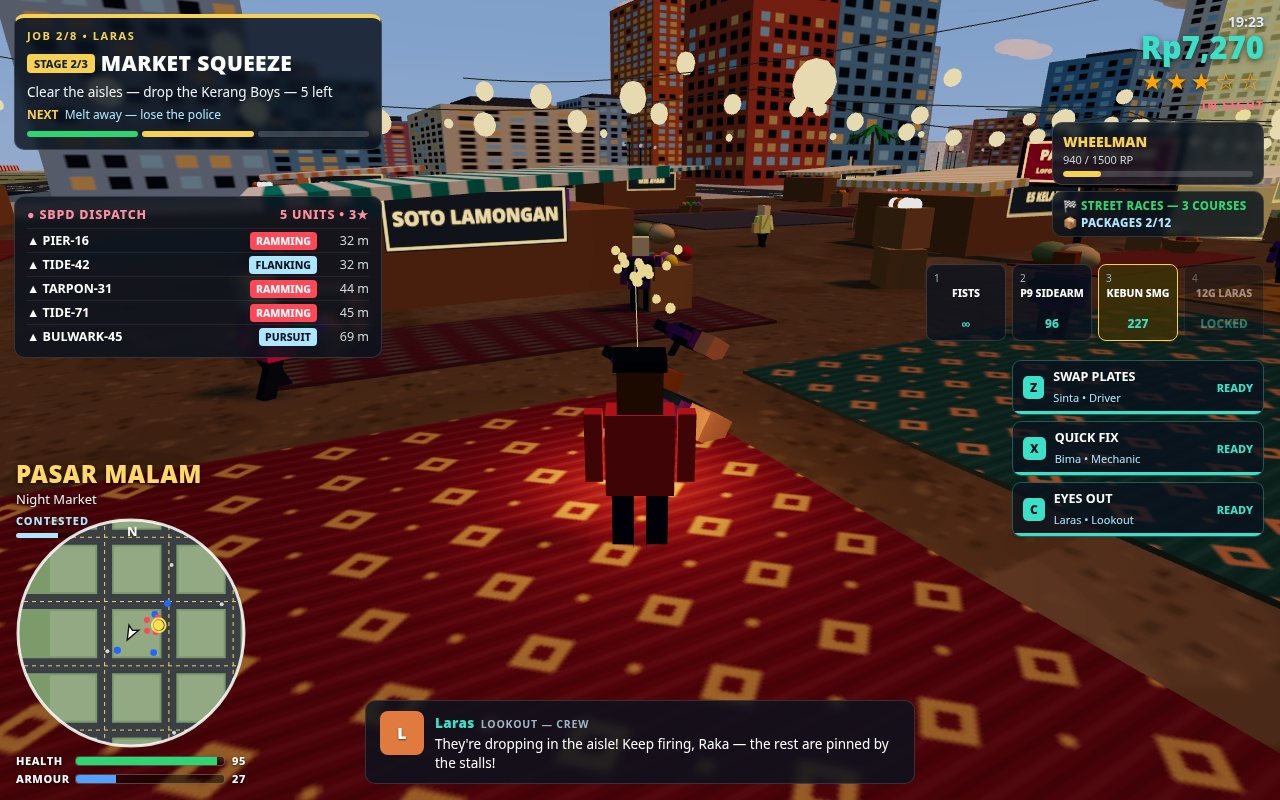 JOB 2/8 • LARAS
STAGE 2/3 MARKET SQUEEZE
Clear the aisles — drop the Kerang Boys — 5 left
NEXT Melt away — lose the police
● SBPD DISPATCH 5 UNITS • 3★
▲ PIER-16 RAMMING 32 m
▲ TIDE-42 FLANKING 32 m
▲ TARPON-31 RAMMING 44 m
▲ TIDE-71 RAMMING 45 m
▲ BULWARK-45 PURSUIT 69 m
SOTO LAMONGAN
19:23
Rp7,270
IN SIGHT
WHEELMAN
940 / 1500 RP
STREET RACES — 3 COURSES
PACKAGES 2/12
ES KELA
1 FISTS ∞
2 P9 SIDEARM 96
3 KEBUN SMG 227
4 12G LARAS LOCKED
Z SWAP PLATES READY
Sinta • Driver
X QUICK FIX READY
Bima • Mechanic
C EYES OUT READY
Laras • Lookout
PASAR MALAM
Night Market
CONTESTED
N
HEALTH 95
ARMOUR 27
L
Laras LOOKOUT — CREW
They're dropping in the aisle! Keep firing, Raka — the rest are pinned by
the stalls!